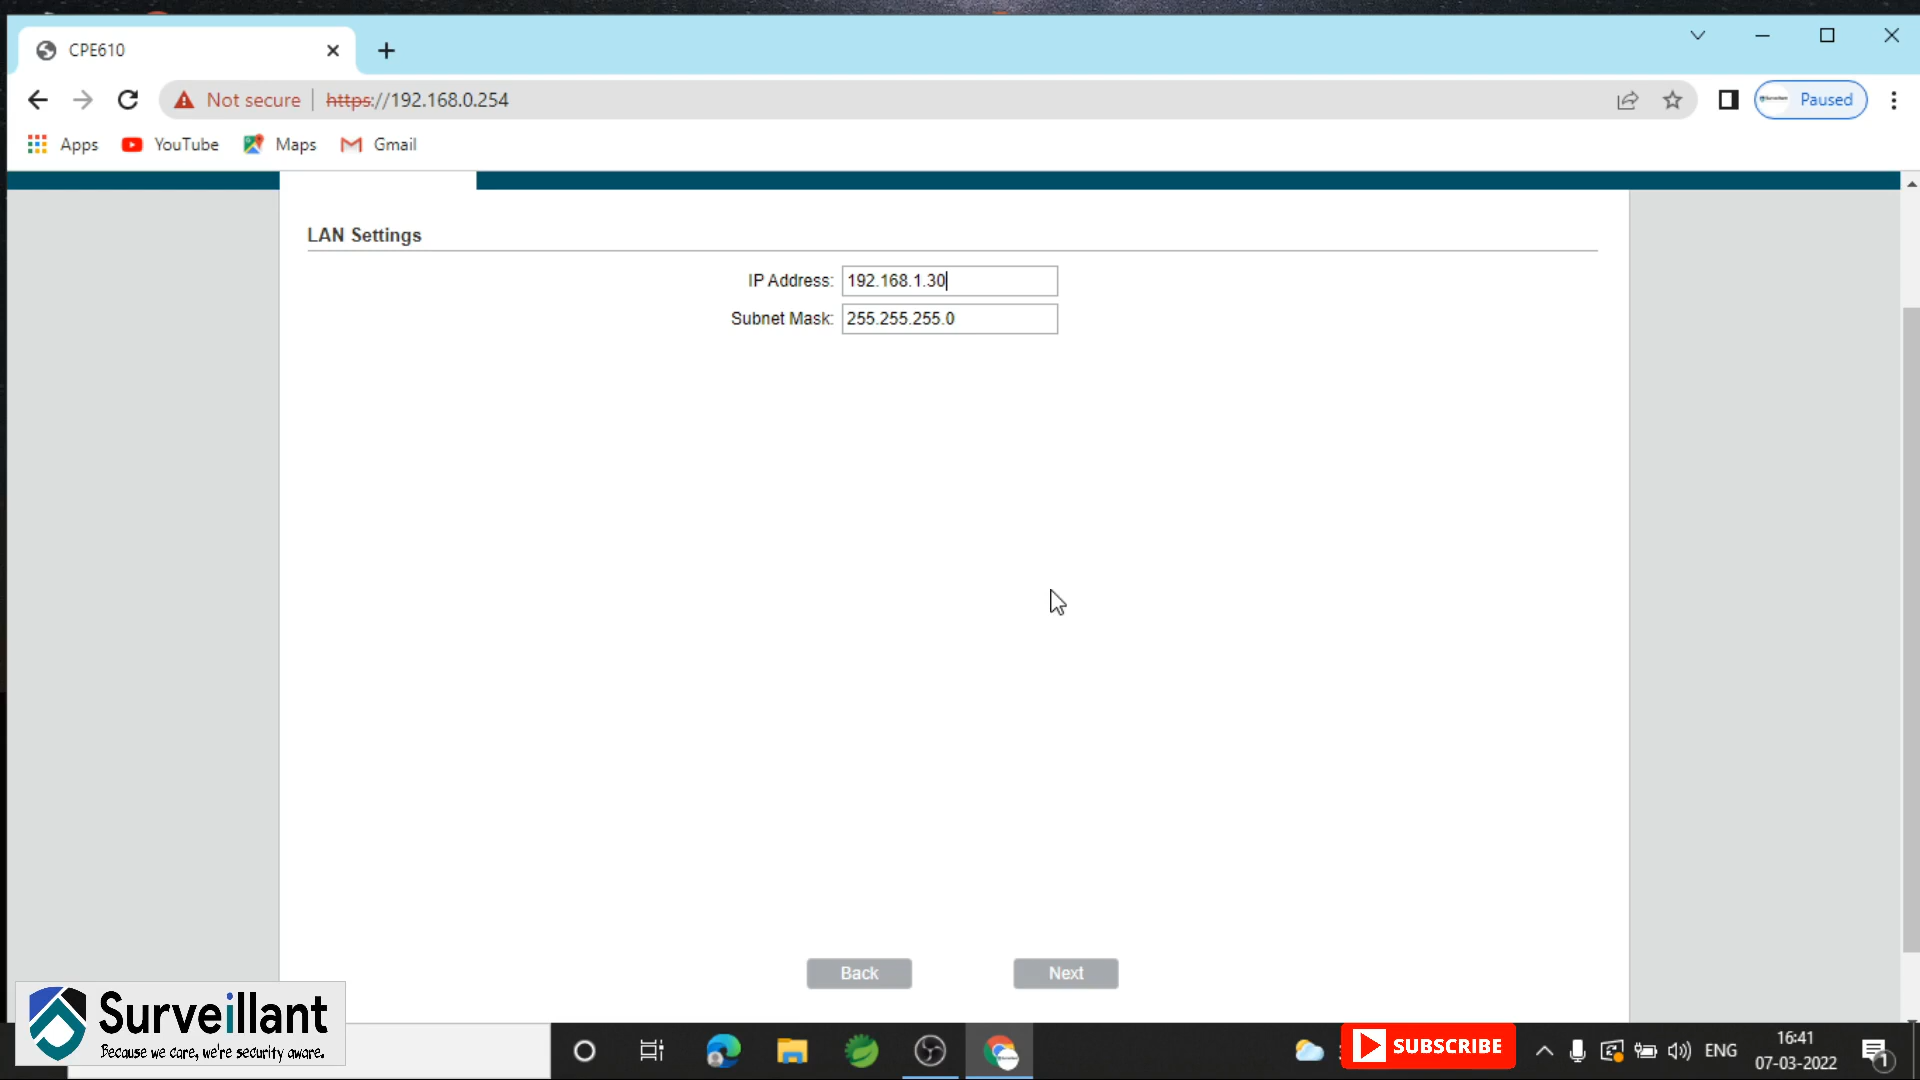 CPE610
Not secure | https://192.168.0.254
Paused
Apps YouTube Maps Gmail
LAN Settings
IP Address: 192.168.1.30
Subnet Mask: 255.255.255.0
Back Next
Surveillant
Because we care, we're security aware.
SUBSCRIBE
ENG
16:41
07-03-2022
1